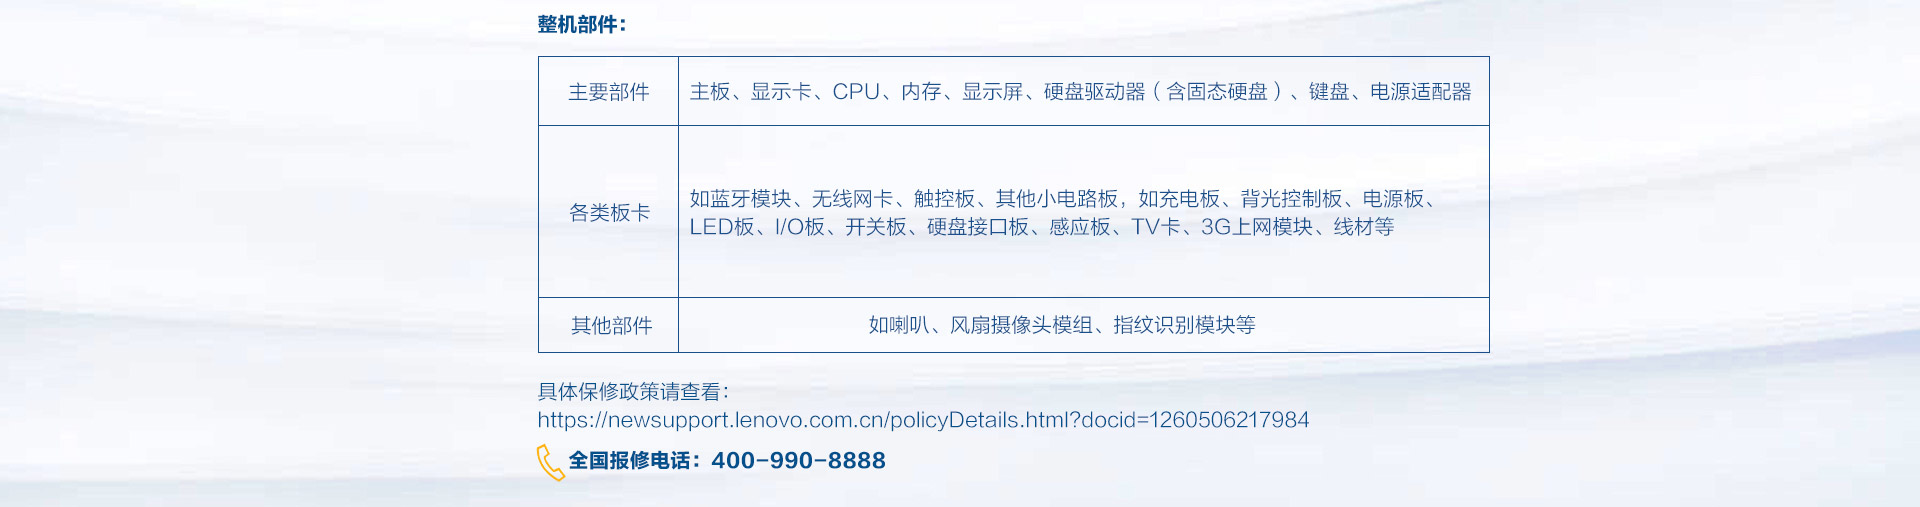 整机部件：
主要部件
主板、显示卡、CPU、内存、显示屏、硬盘驱动器（含固态硬盘）、键盘、电源适配器
各类板卡
如蓝牙模块、无线网卡、触控板、其他小电路板，如充电板、背光控制板、电源板、
LED板、I/O板、开关板、硬盘接口板、感应板、TV卡、3G上网模块、线材等
其他部件
如喇叭、风扇摄像头模组、指纹识别模块等
具体保修政策请查看：
https://newsupport.lenovo.com.cn/policyDetails.html?docid=1260506217984
全国报修电话：400-990-8888